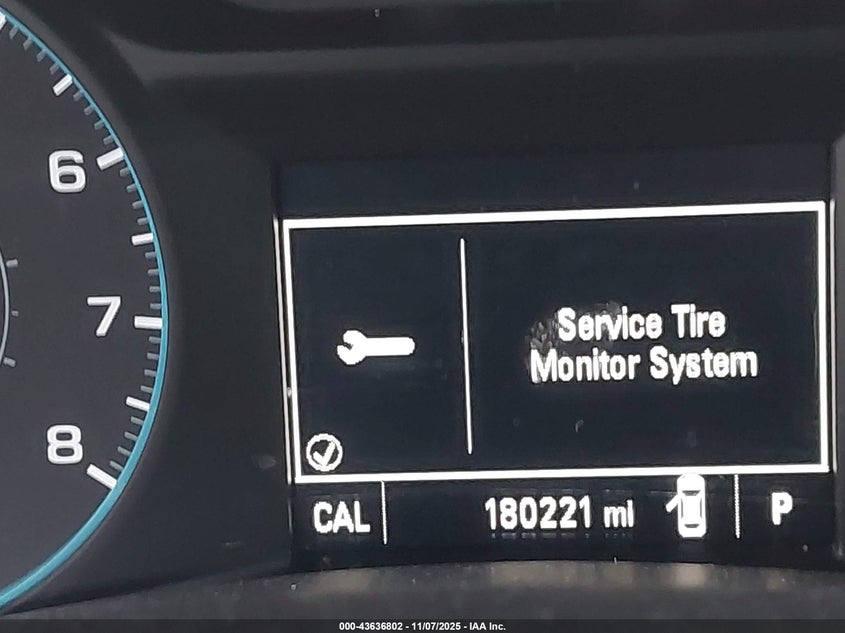 6
7
8
Service Tire
Monitor System
CAL
180221 mi
P
000-43636802 - 11/07/2025 - IAA Inc.